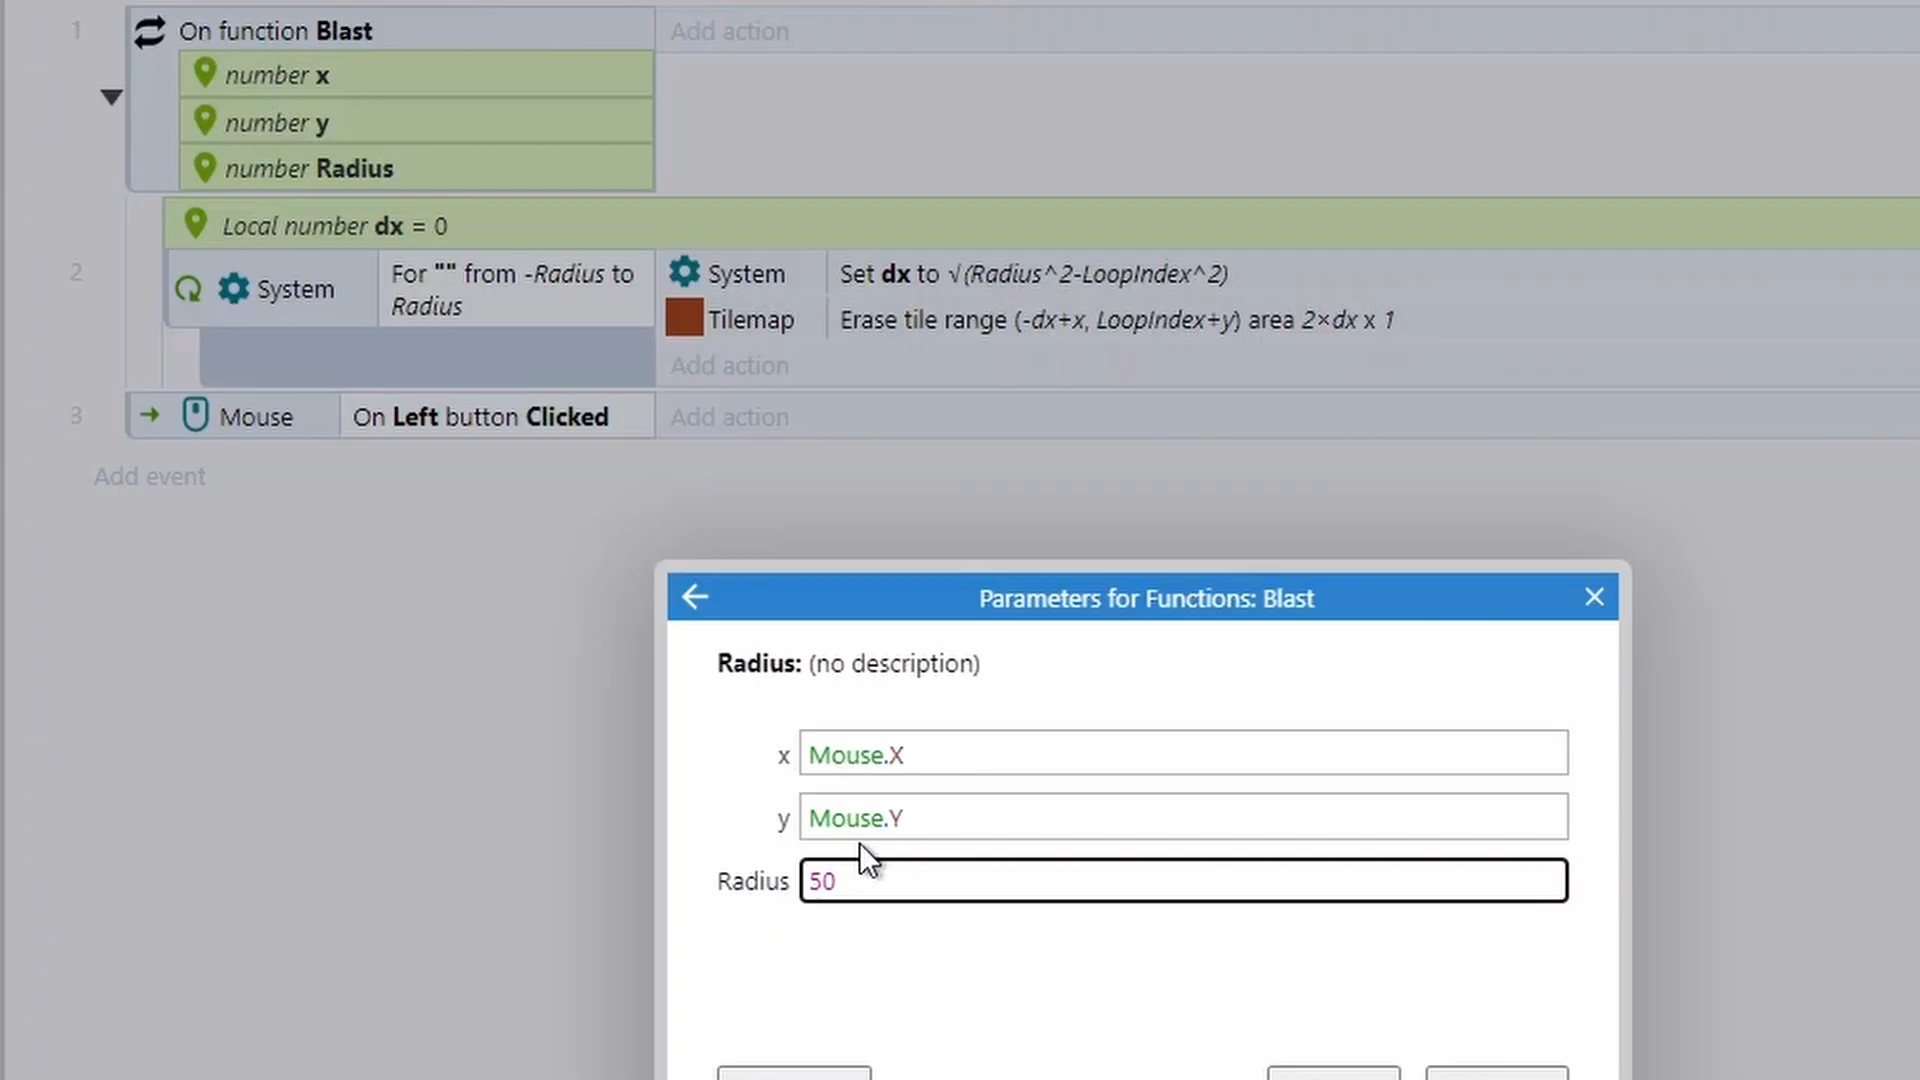 1
On function Blast
Add action
number x
number y
number Radius
Local number dx = 0
2
System
For "" from -Radius to
Radius
System
Set dx to √(Radius^2-LoopIndex^2)
Tilemap
Erase tile range (-dx+x, LoopIndex+y) area 2×dx x 1
Add action
3
Mouse
On Left button Clicked
Add action
Add event
Parameters for Functions: Blast
Radius: (no description)
x
Mouse.X
y
Mouse.Y
Radius
50